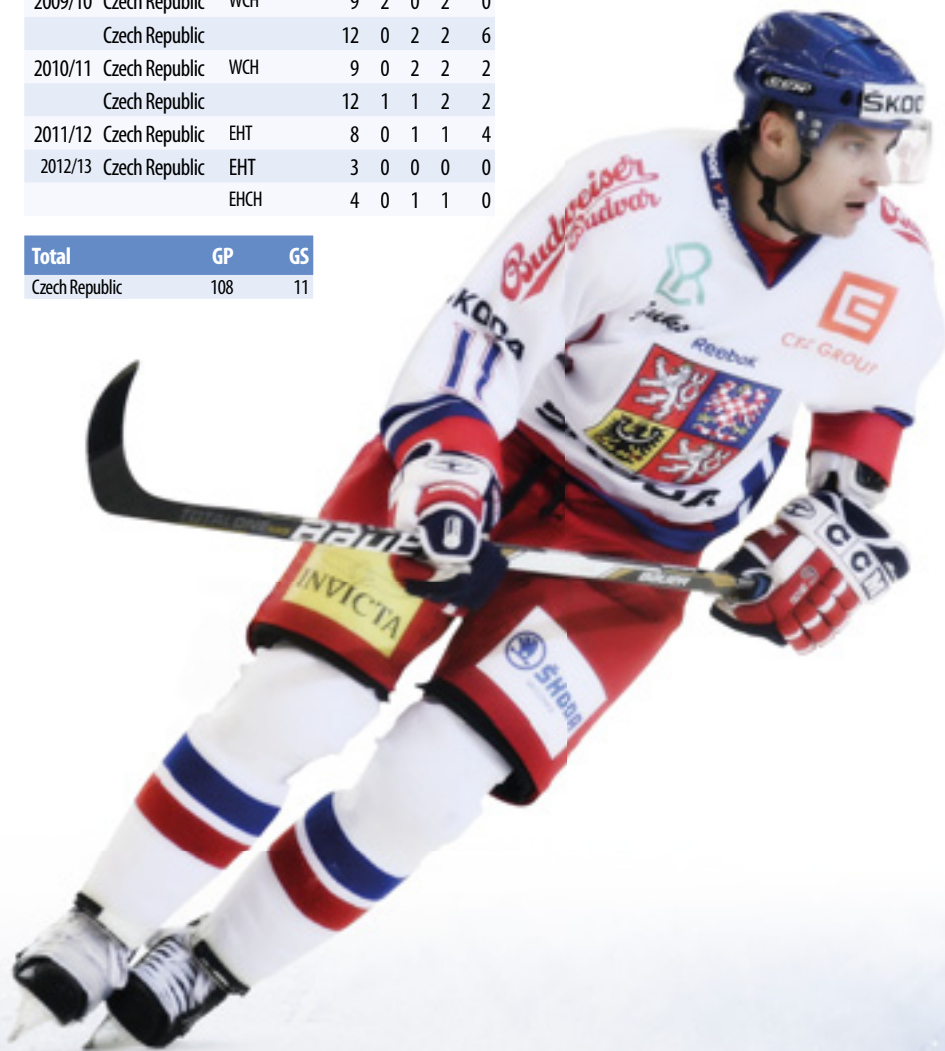 2009/10 Czech Republic WCH 9 2 0 2 0
Czech Republic 12 0 2 2 6
2010/11 Czech Republic WCH 9 0 2 2 2
Czech Republic 12 1 1 2 2
2011/12 Czech Republic EHT 8 0 1 1 4
2012/13 Czech Republic EHT 3 0 0 0 0
EHCH 4 0 1 1 0
Total GP GS
Czech Republic 108 11
ŠKOD
Budweiser
Budvar
LR
ŠKODA
11
Reebok
ČEZ GROUP
TOTALONE
BAUER
BAUER
CCM
INVICTA
ŠKODA